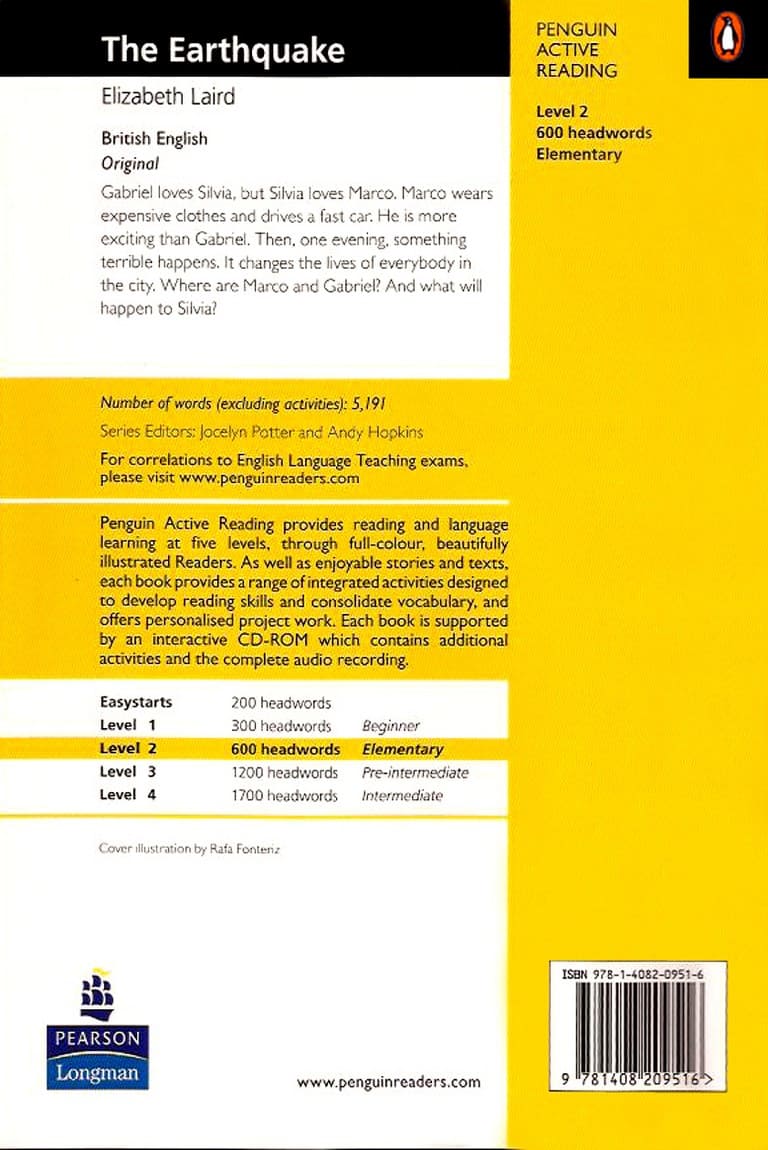 The Earthquake
Elizabeth Laird
British English
Original
Gabriel loves Silvia, but Silvia loves Marco. Marco wears
expensive clothes and drives a fast car. He is more
exciting than Gabriel. Then, one evening, something
terrible happens. It changes the lives of everybody in
the city. Where are Marco and Gabriel? And what will
happen to Silvia?
Number of words (excluding activities): 5,191
Series Editors: Jocelyn Potter and Andy Hopkins
For correlations to English Language Teaching exams,
please visit www.penguinreaders.com
Penguin Active Reading provides reading and language
learning at five levels, through full-colour, beautifully
illustrated Readers. As well as enjoyable stories and texts,
each book provides a range of integrated activities designed
to develop reading skills and consolidate vocabulary, and
offers personalised project work. Each book is supported
by an interactive CD-ROM which contains additional
activities and the complete audio recording.
Easystarts 200 headwords
Level 1 300 headwords Beginner
Level 2 600 headwords Elementary
Level 3 1200 headwords Pre-intermediate
Level 4 1700 headwords Intermediate
Cover illustration by Rafa Fonteriz
PEARSON
Longman
www.penguinreaders.com
PENGUIN
ACTIVE
READING
Level 2
600 headwords
Elementary
ISBN 978-1-4082-0951-6
9 781408 209516 >